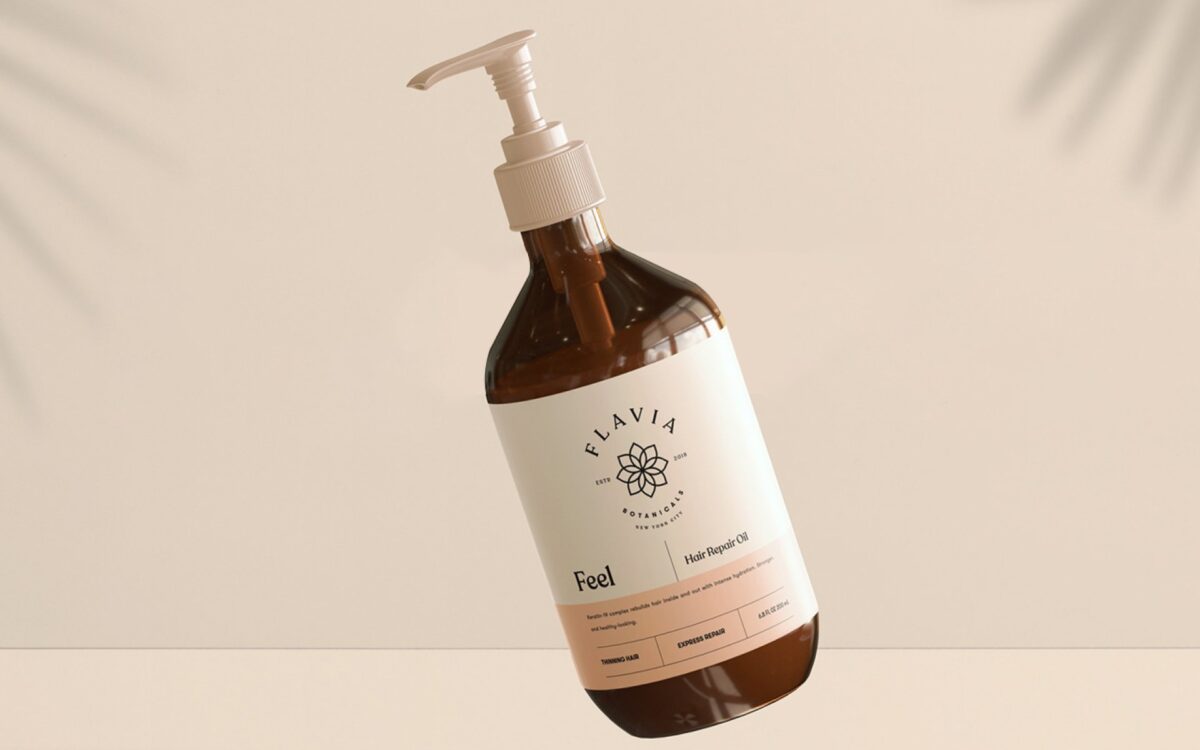 FLAVIA
ESTD 2018
BOTANICALS
NEW YORK CITY
Feel
Hair Repair Oil
Keratin-IV complex rebuilds hair inside and out with intense hydration. Stronger,
and healthy-looking.
THINNING HAIR
EXPRESS REPAIR
6.8 FL OZ 200 mL